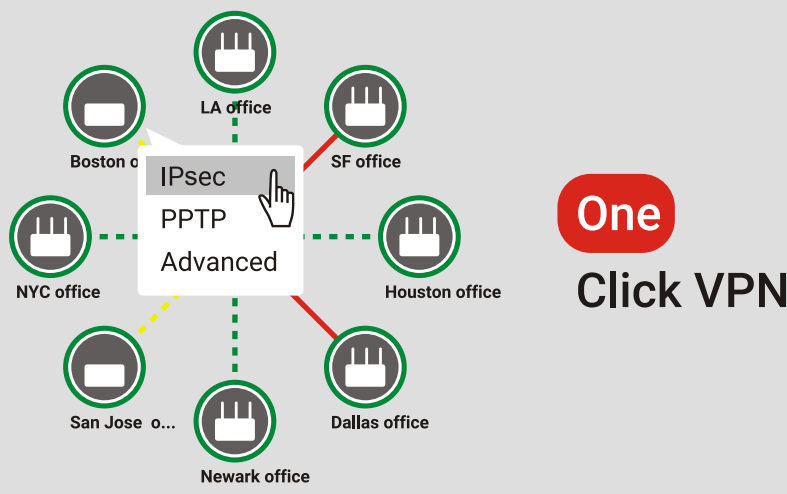 LA office
Boston o
SF office
IPsec
PPTP
Advanced
NYC office
Houston office
San Jose o...
Dallas office
Newark office
One
Click VPN